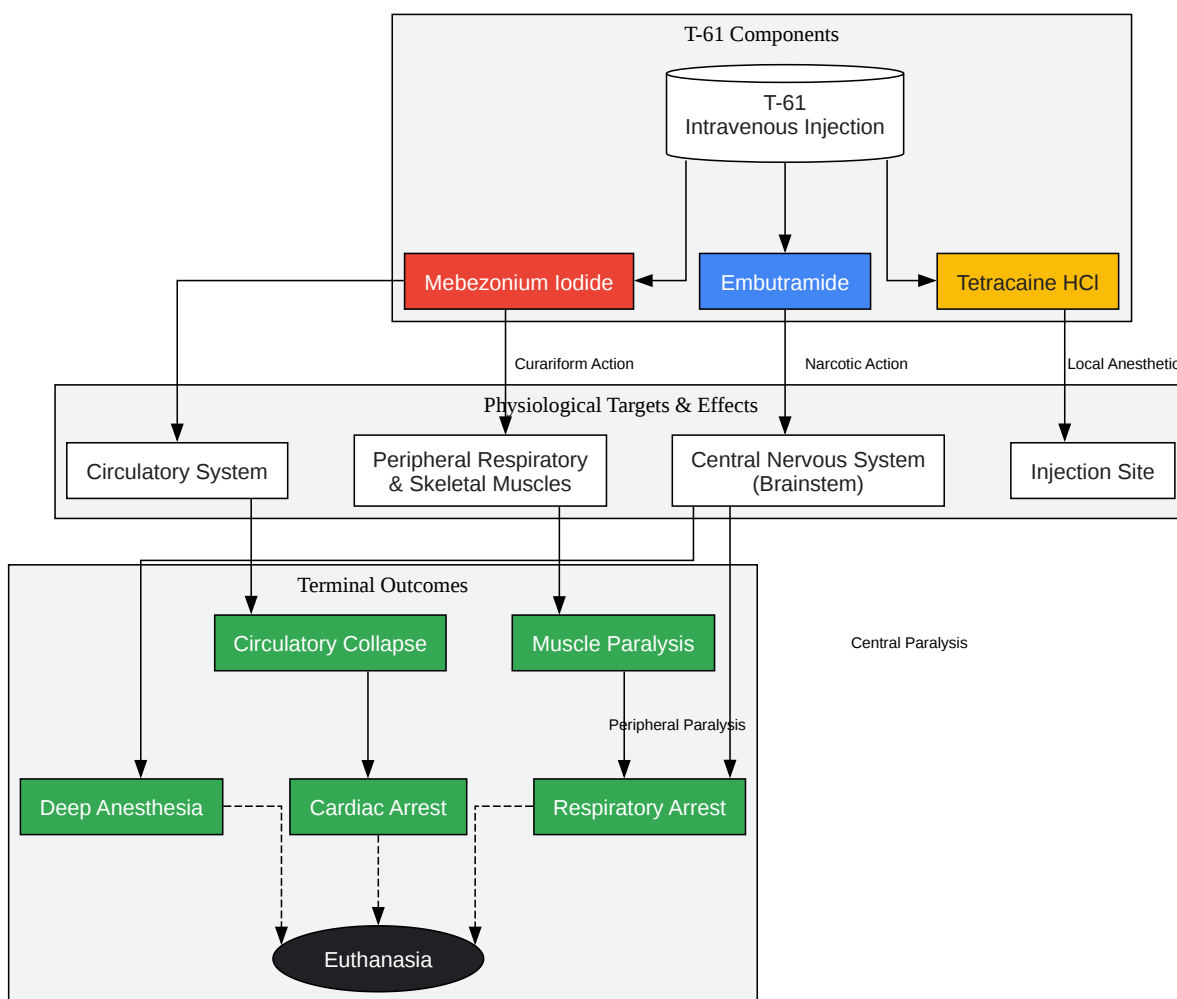 T-61 Components
T-61
Intravenous Injection
Mebezonium Iodide
Embutramide
Tetracaine HCl
Curariform Action
Narcotic Action
Local Anesthetic
Physiological Targets & Effects
Circulatory System
Peripheral Respiratory
& Skeletal Muscles
Central Nervous System
(Brainstem)
Injection Site
Terminal Outcomes
Circulatory Collapse
Muscle Paralysis
Central Paralysis
Peripheral Paralysis
Deep Anesthesia
Cardiac Arrest
Respiratory Arrest
Euthanasia